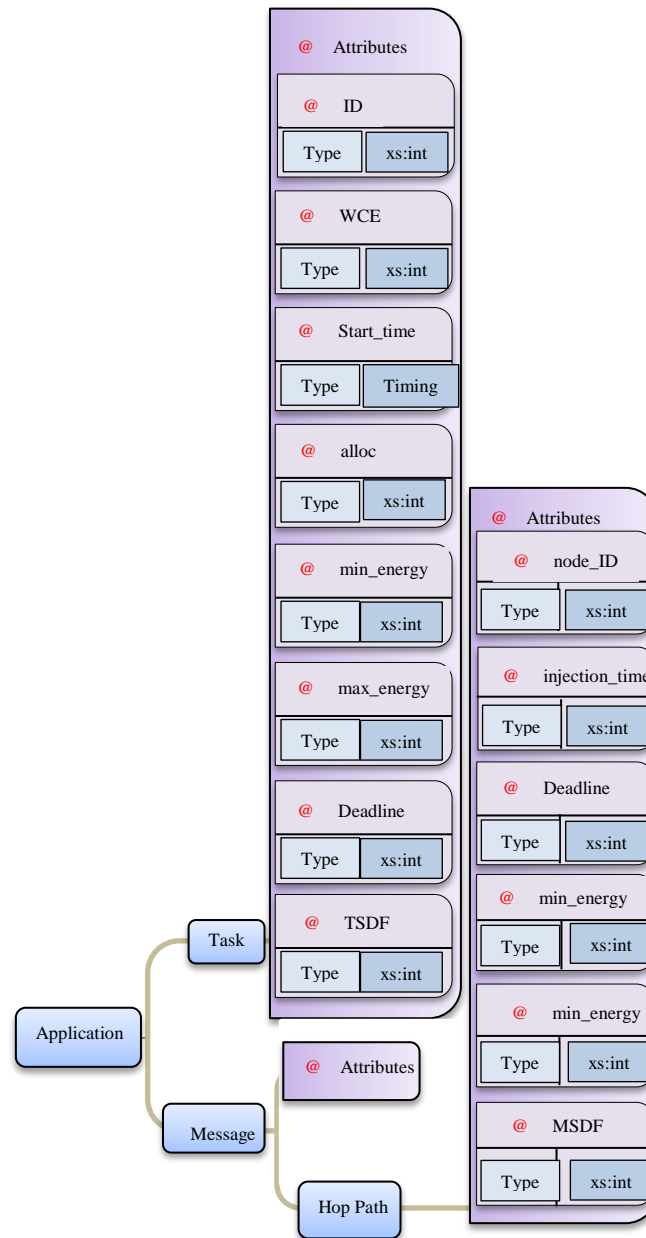 @ Attributes
@ ID
Type xs:int
@ WCE
Type xs:int
@ Start_time
Type Timing
@ alloc
Type xs:int
@ min_energy
Type xs:int
@ max_energy
Type xs:int
@ Deadline
Type xs:int
@ TSDF
Type xs:int
Task
Application
Message
@ Attributes
Hop Path
@ Attributes
@ node_ID
Type xs:int
@ injection_time
Type xs:int
@ Deadline
Type xs:int
@ min_energy
Type xs:int
@ min_energy
Type xs:int
@ MSDF
Type xs:int